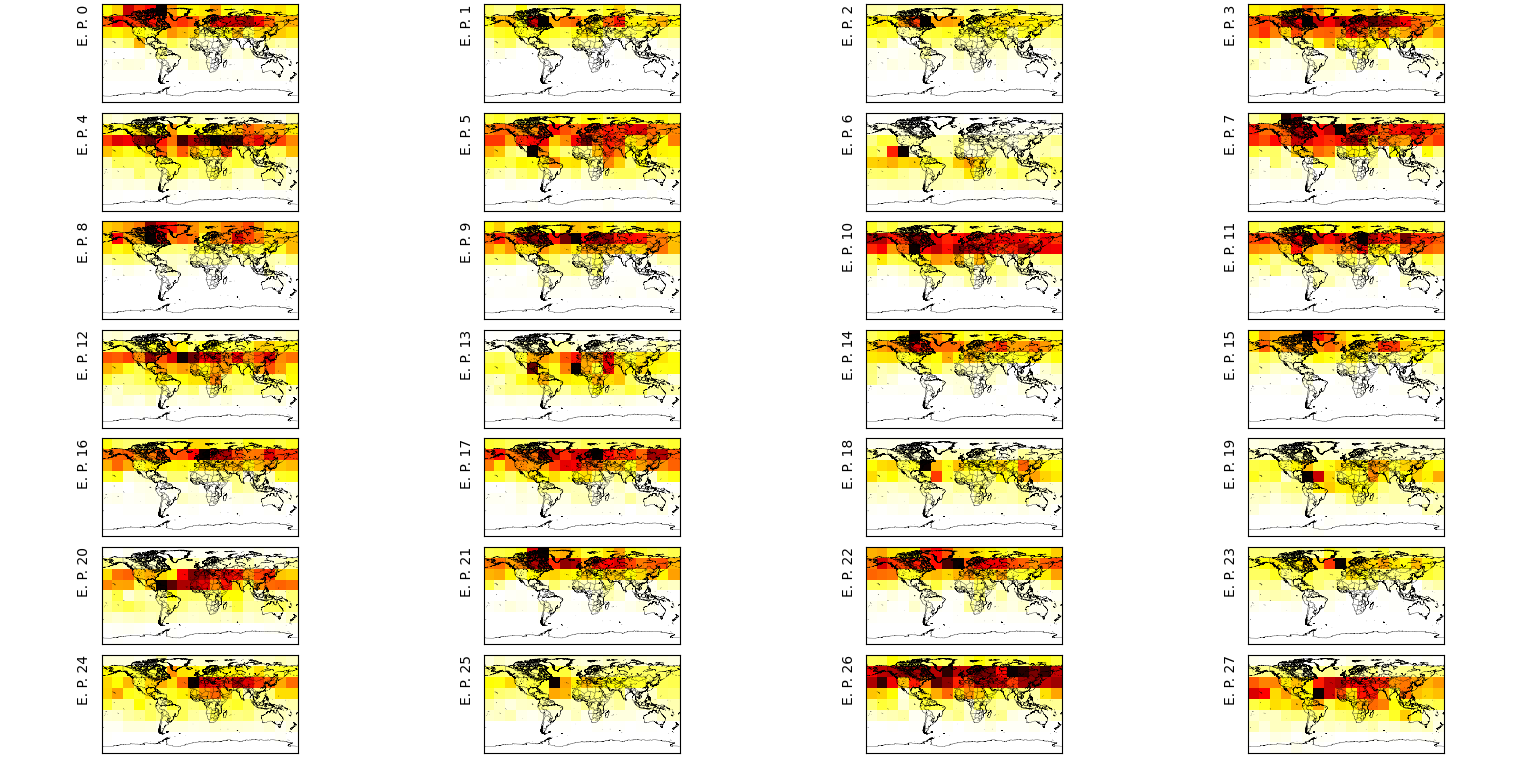 E. P. 0
E. P. 1
E. P. 2
E. P. 3
E. P. 4
E. P. 5
E. P. 6
E. P. 7
E. P. 8
E. P. 9
E. P. 10
E. P. 11
E. P. 12
E. P. 13
E. P. 14
E. P. 15
E. P. 16
E. P. 17
E. P. 18
E. P. 19
E. P. 20
E. P. 21
E. P. 22
E. P. 23
E. P. 24
E. P. 25
E. P. 26
E. P. 27